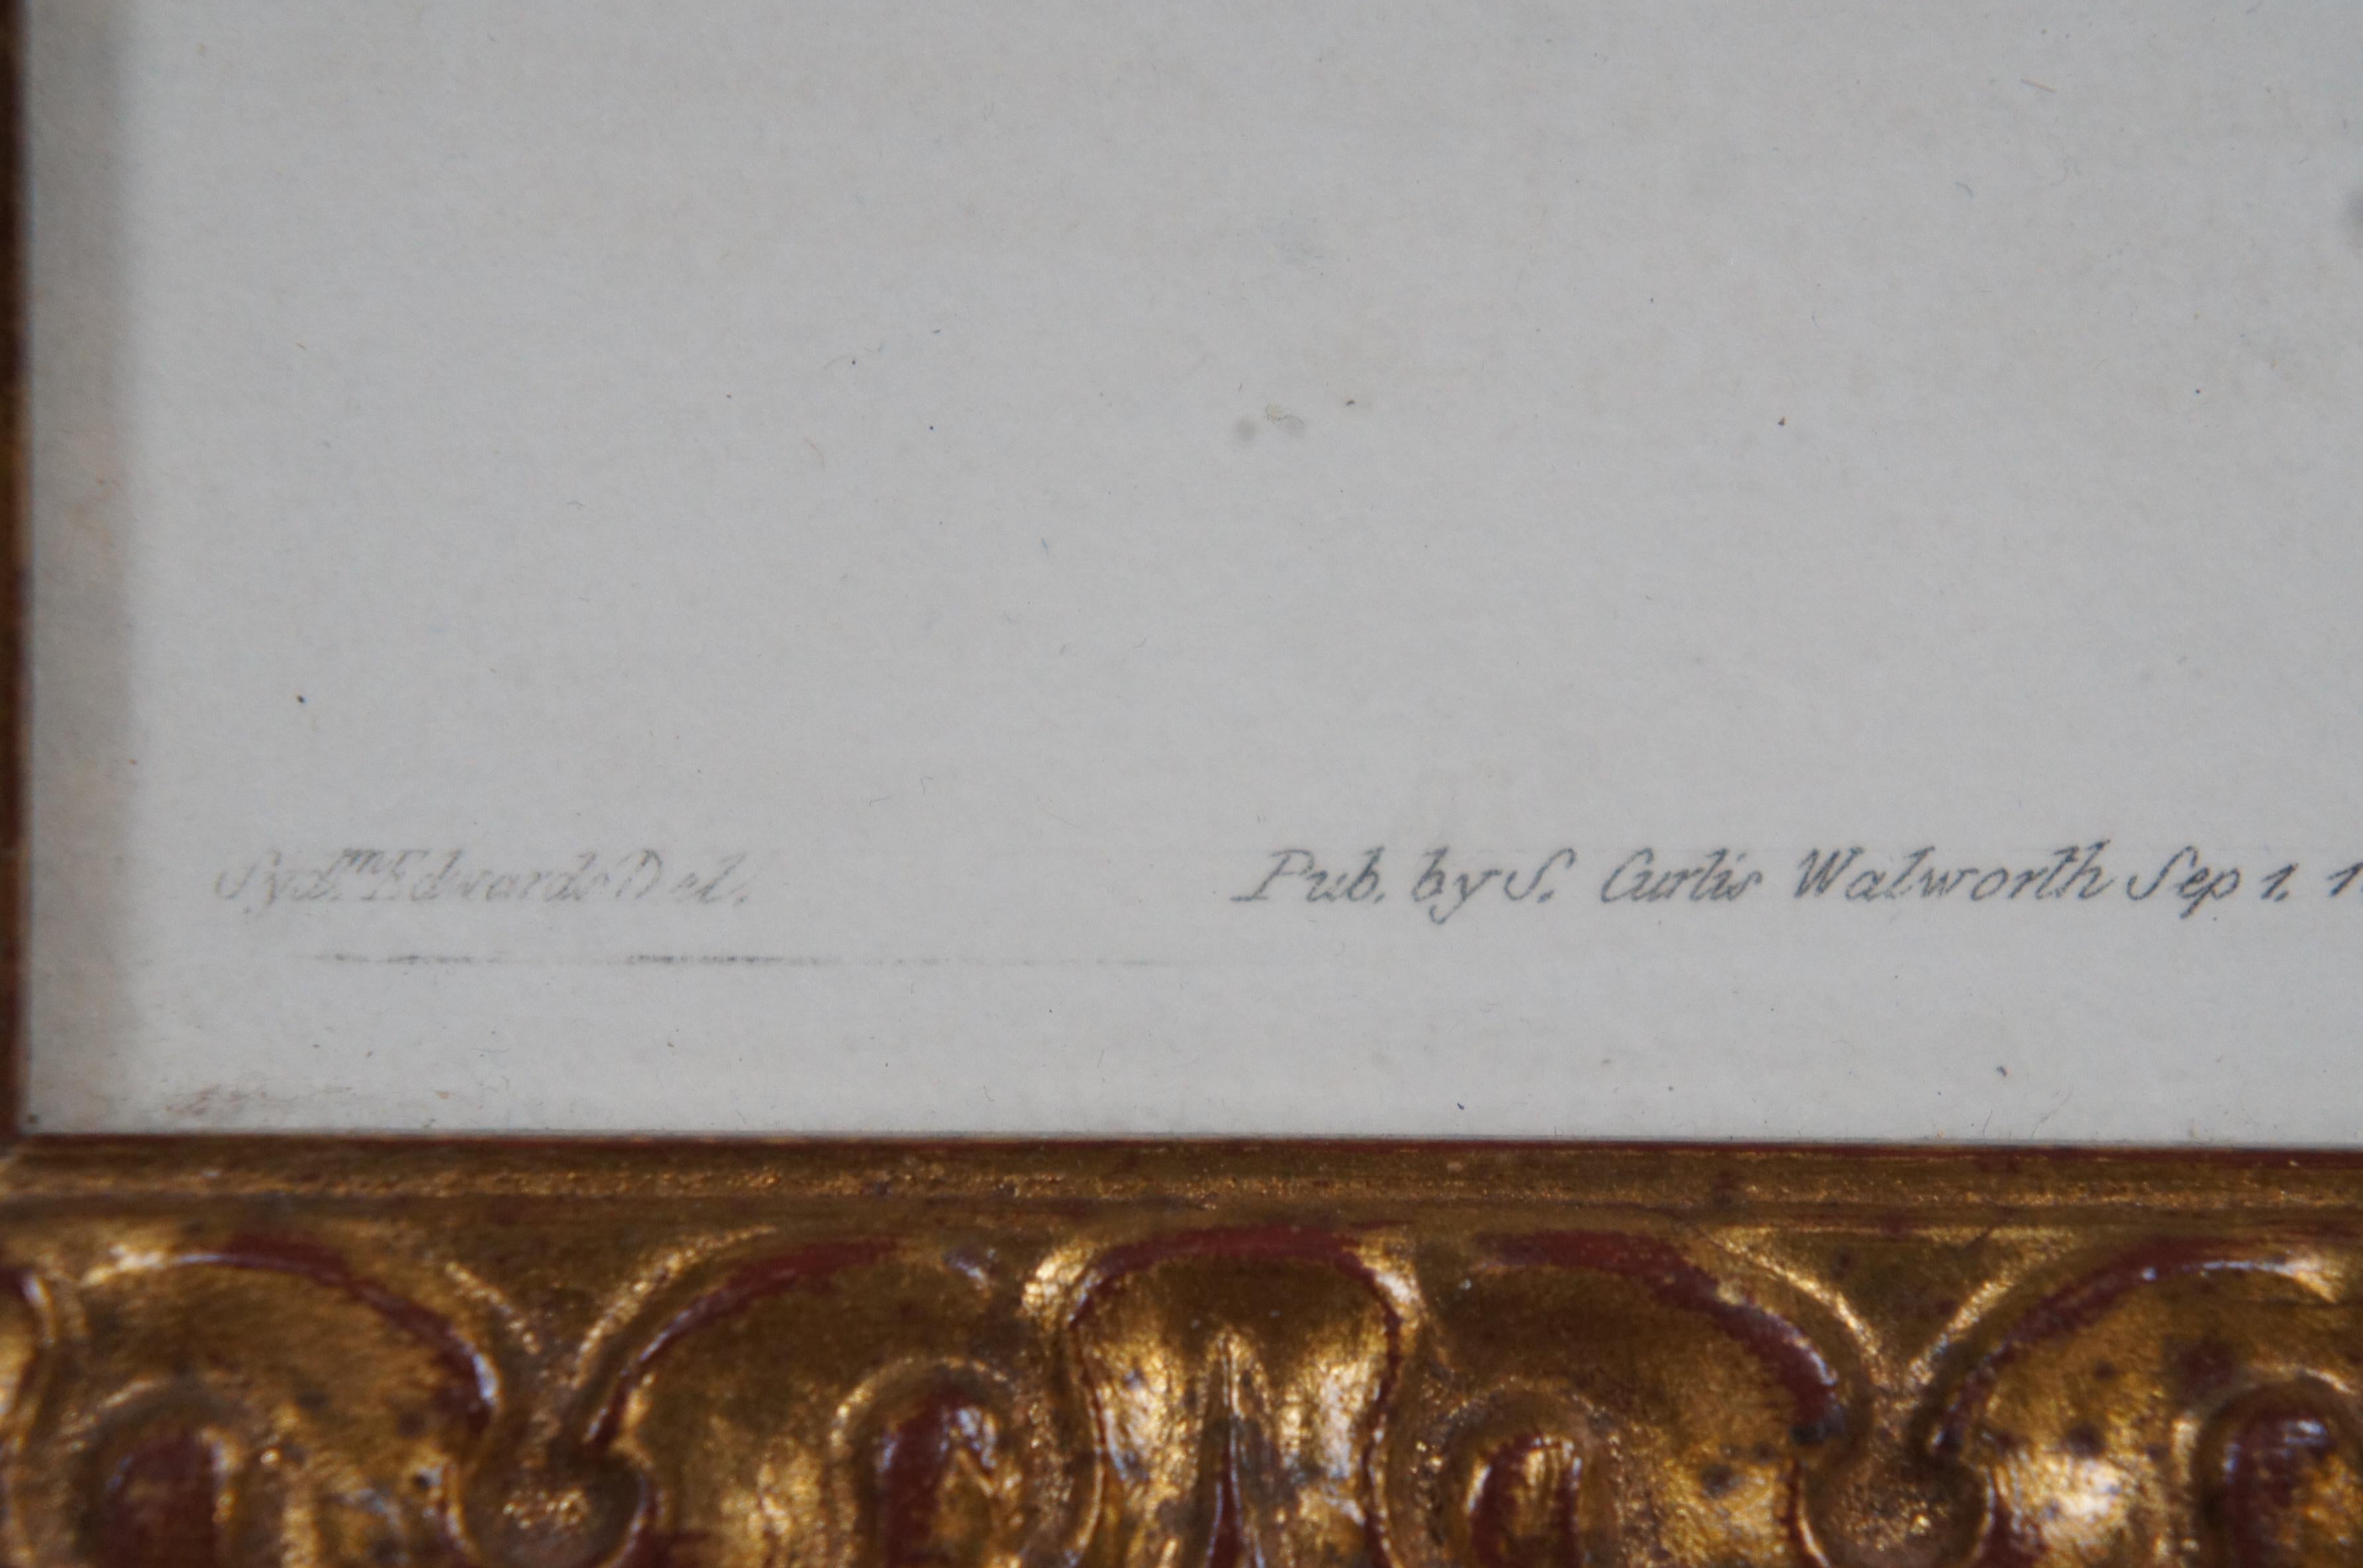 Syd.ᵐ Edwards Del. Pub. by S. Curtis Walworth Sep 1. 1